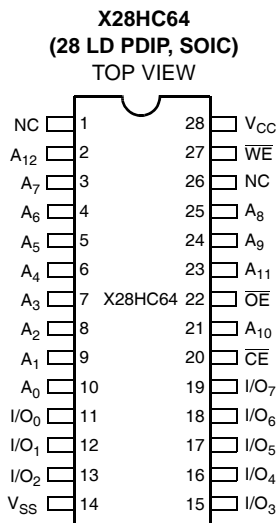 X28HC64
(28 LD PDIP, SOIC)
TOP VIEW
NC 1 28 VCC
A12 2 27 WE
A7 3 26 NC
A6 4 25 A8
A5 5 24 A9
A4 6 23 A11
A3 7 X28HC64 22 OE
A2 8 21 A10
A1 9 20 CE
A0 10 19 I/O7
I/O0 11 18 I/O6
I/O1 12 17 I/O5
I/O2 13 16 I/O4
VSS 14 15 I/O3